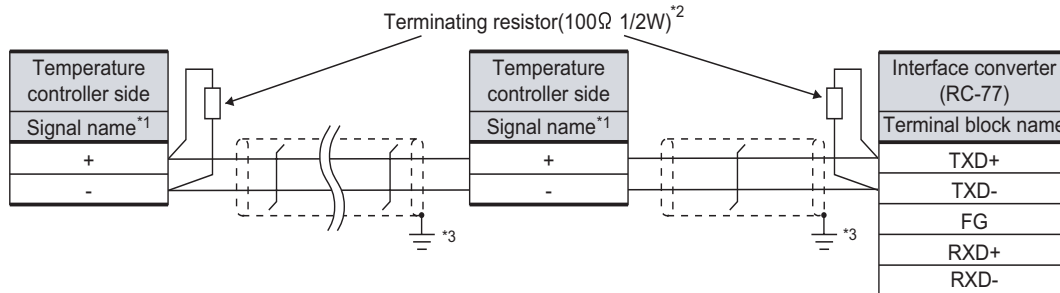 Terminating resistor(100Ω 1/2W)*2
Temperature
controller side
Signal name*1
+
-
*3
Temperature
controller side
Signal name*1
+
-
*3
Interface converter
(RC-77)
Terminal block name
TXD+
TXD-
FG
RXD+
RXD-